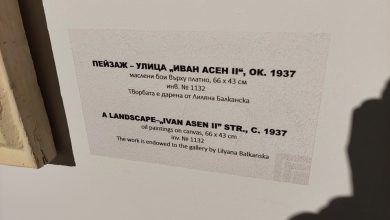 ПЕЙЗАЖ – УЛИЦА „ИВАН АСЕН II“, ОК. 1937
маслени бои върху платно, 66 х 43 см
инв. № 1132
Творбата е дарена от Лиляна Балканска
A LANDSCAPE–„IVAN ASEN II” STR., C. 1937
oil paintings on canvas, 66 x 43 cm
inv. № 1132
The work is endowed to the gallery by Lilyana Balkanska